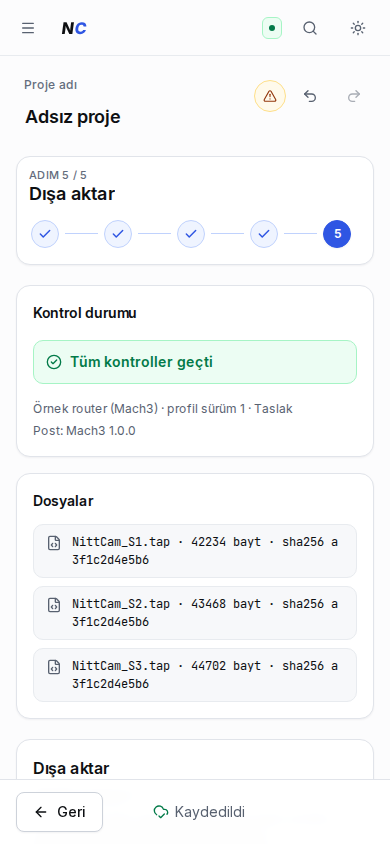 NC
Proje adı
Adsız proje
ADIM 5 / 5
Dışa aktar
5
Kontrol durumu
Tüm kontroller geçti
Örnek router (Mach3) · profil sürüm 1 · Taslak
Post: Mach3 1.0.0
Dosyalar
NittCam_S1.tap · 42234 bayt · sha256 a
3f1c2d4e5b6
NittCam_S2.tap · 43468 bayt · sha256 a
3f1c2d4e5b6
NittCam_S3.tap · 44702 bayt · sha256 a
3f1c2d4e5b6
Dışa aktar
Geri
Kaydedildi